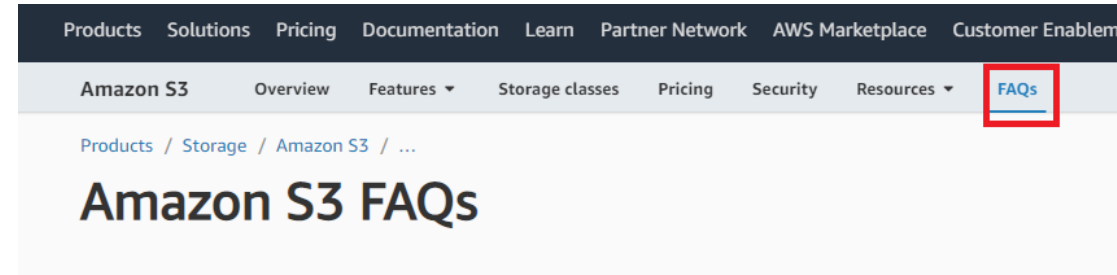 Products Solutions Pricing Documentation Learn Partner Network AWS Marketplace Customer Enablem
Amazon S3 Overview Features Storage classes Pricing Security Resources FAQs
Products / Storage / Amazon S3 / ...
Amazon S3 FAQs